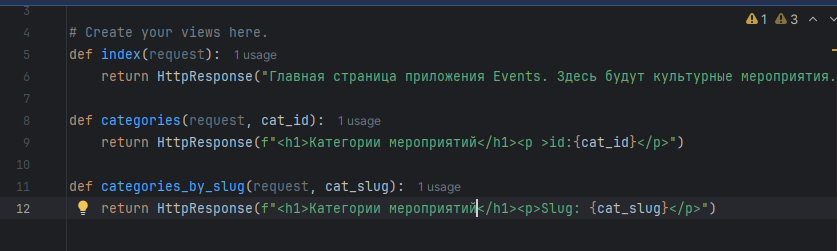 3
4 # Create your views here.
5 def index(request): 1 usage
6 return HttpResponse("Главная страница приложения Events. Здесь будут культурные мероприятия.
7
8 def categories(request, cat_id): 1 usage
9 return HttpResponse(f"<h1>Категории мероприятий</h1><p >id:{cat_id}</p>")
10
11 def categories_by_slug(request, cat_slug): 1 usage
12 return HttpResponse(f"<h1>Категории мероприятий</h1><p>Slug: {cat_slug}</p>")
1 3